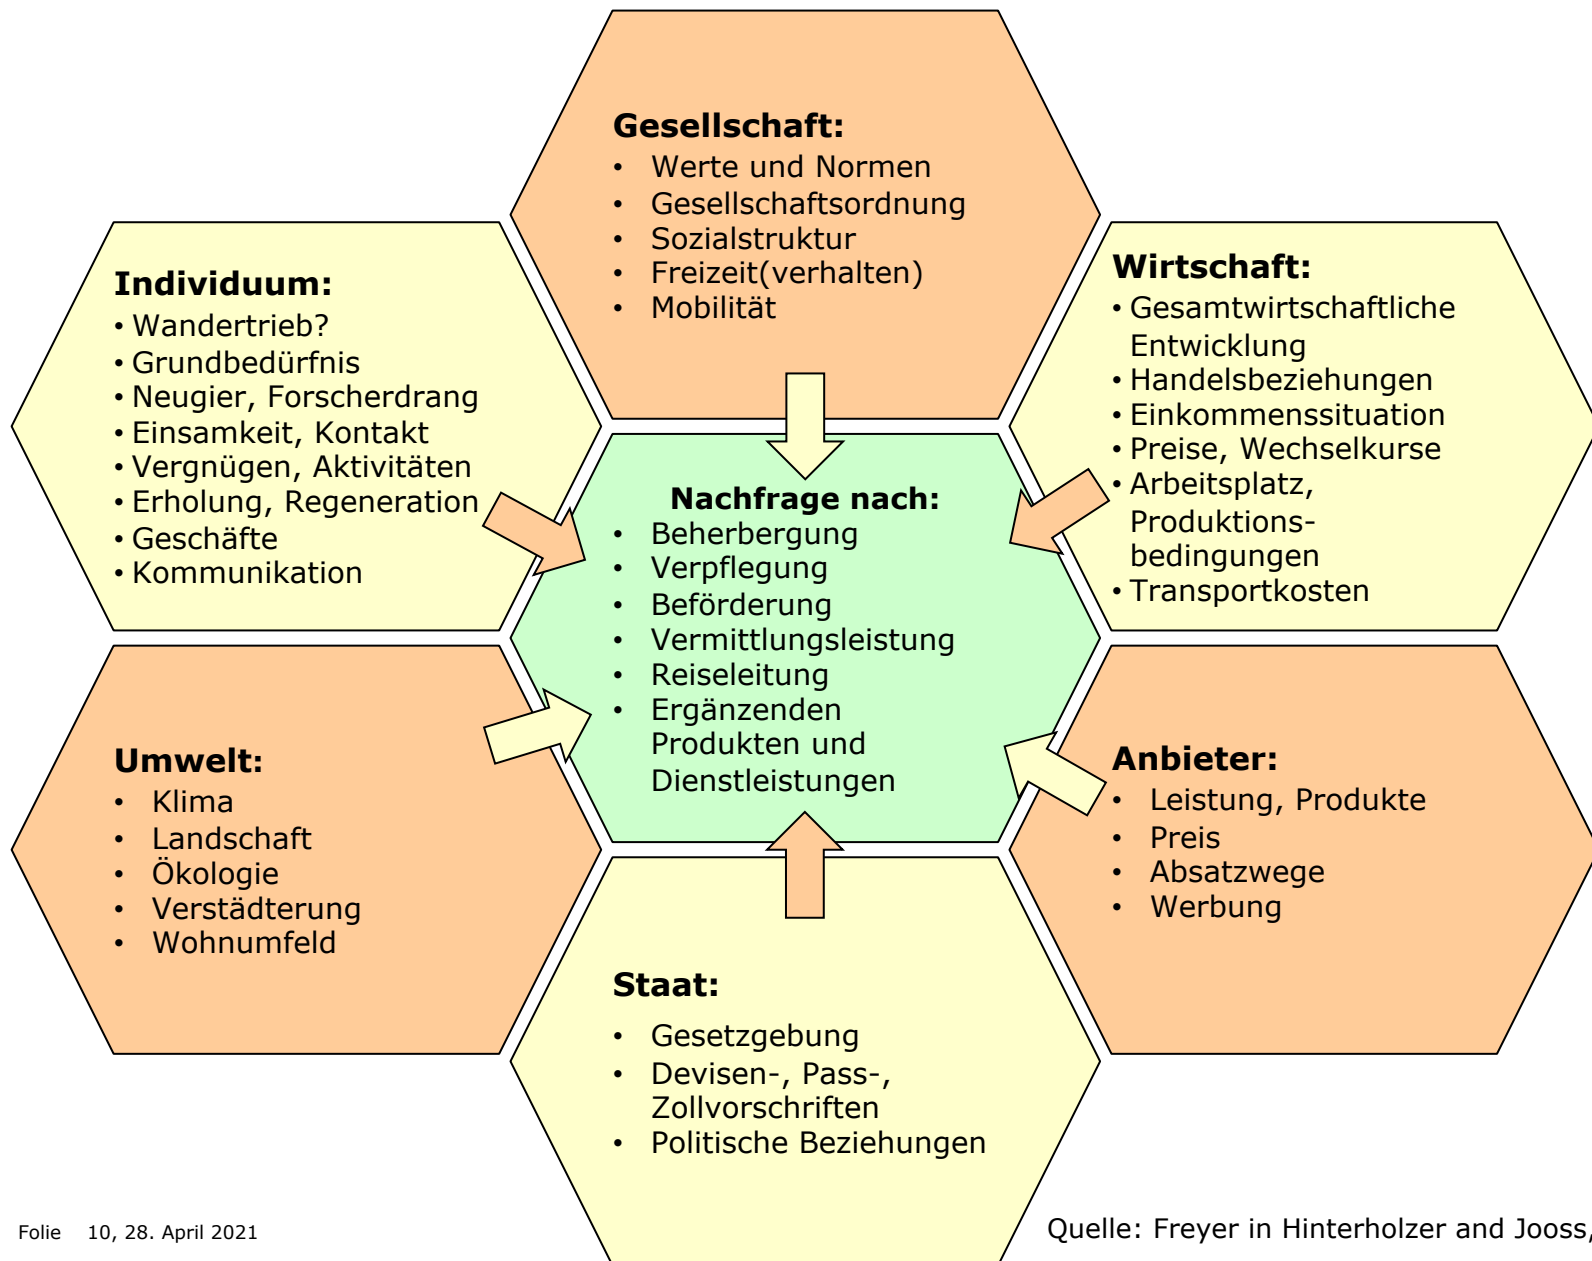 Gesellschaft:
• Werte und Normen
• Gesellschaftsordnung
• Sozialstruktur
• Freizeit(verhalten)
• Mobilität
Individuum:
• Wandertrieb?
• Grundbedürfnis
• Neugier, Forscherdrang
• Einsamkeit, Kontakt
• Vergnügen, Aktivitäten
• Erholung, Regeneration
• Geschäfte
• Kommunikation
Wirtschaft:
• Gesamtwirtschaftliche
Entwicklung
• Handelsbeziehungen
• Einkommenssituation
• Preise, Wechselkurse
• Arbeitsplatz,
Produktions-
bedingungen
• Transportkosten
Nachfrage nach:
• Beherbergung
• Verpflegung
• Beförderung
• Vermittlungsleistung
• Reiseleitung
• Ergänzenden
Produkten und
Dienstleistungen
Umwelt:
• Klima
• Landschaft
• Ökologie
• Verstädterung
• Wohnumfeld
Anbieter:
• Leistung, Produkte
• Preis
• Absatzwege
• Werbung
Staat:
• Gesetzgebung
• Devisen-, Pass-,
Zollvorschriften
• Politische Beziehungen
Folie 10, 28. April 2021
Quelle: Freyer in Hinterholzer and Jooss,